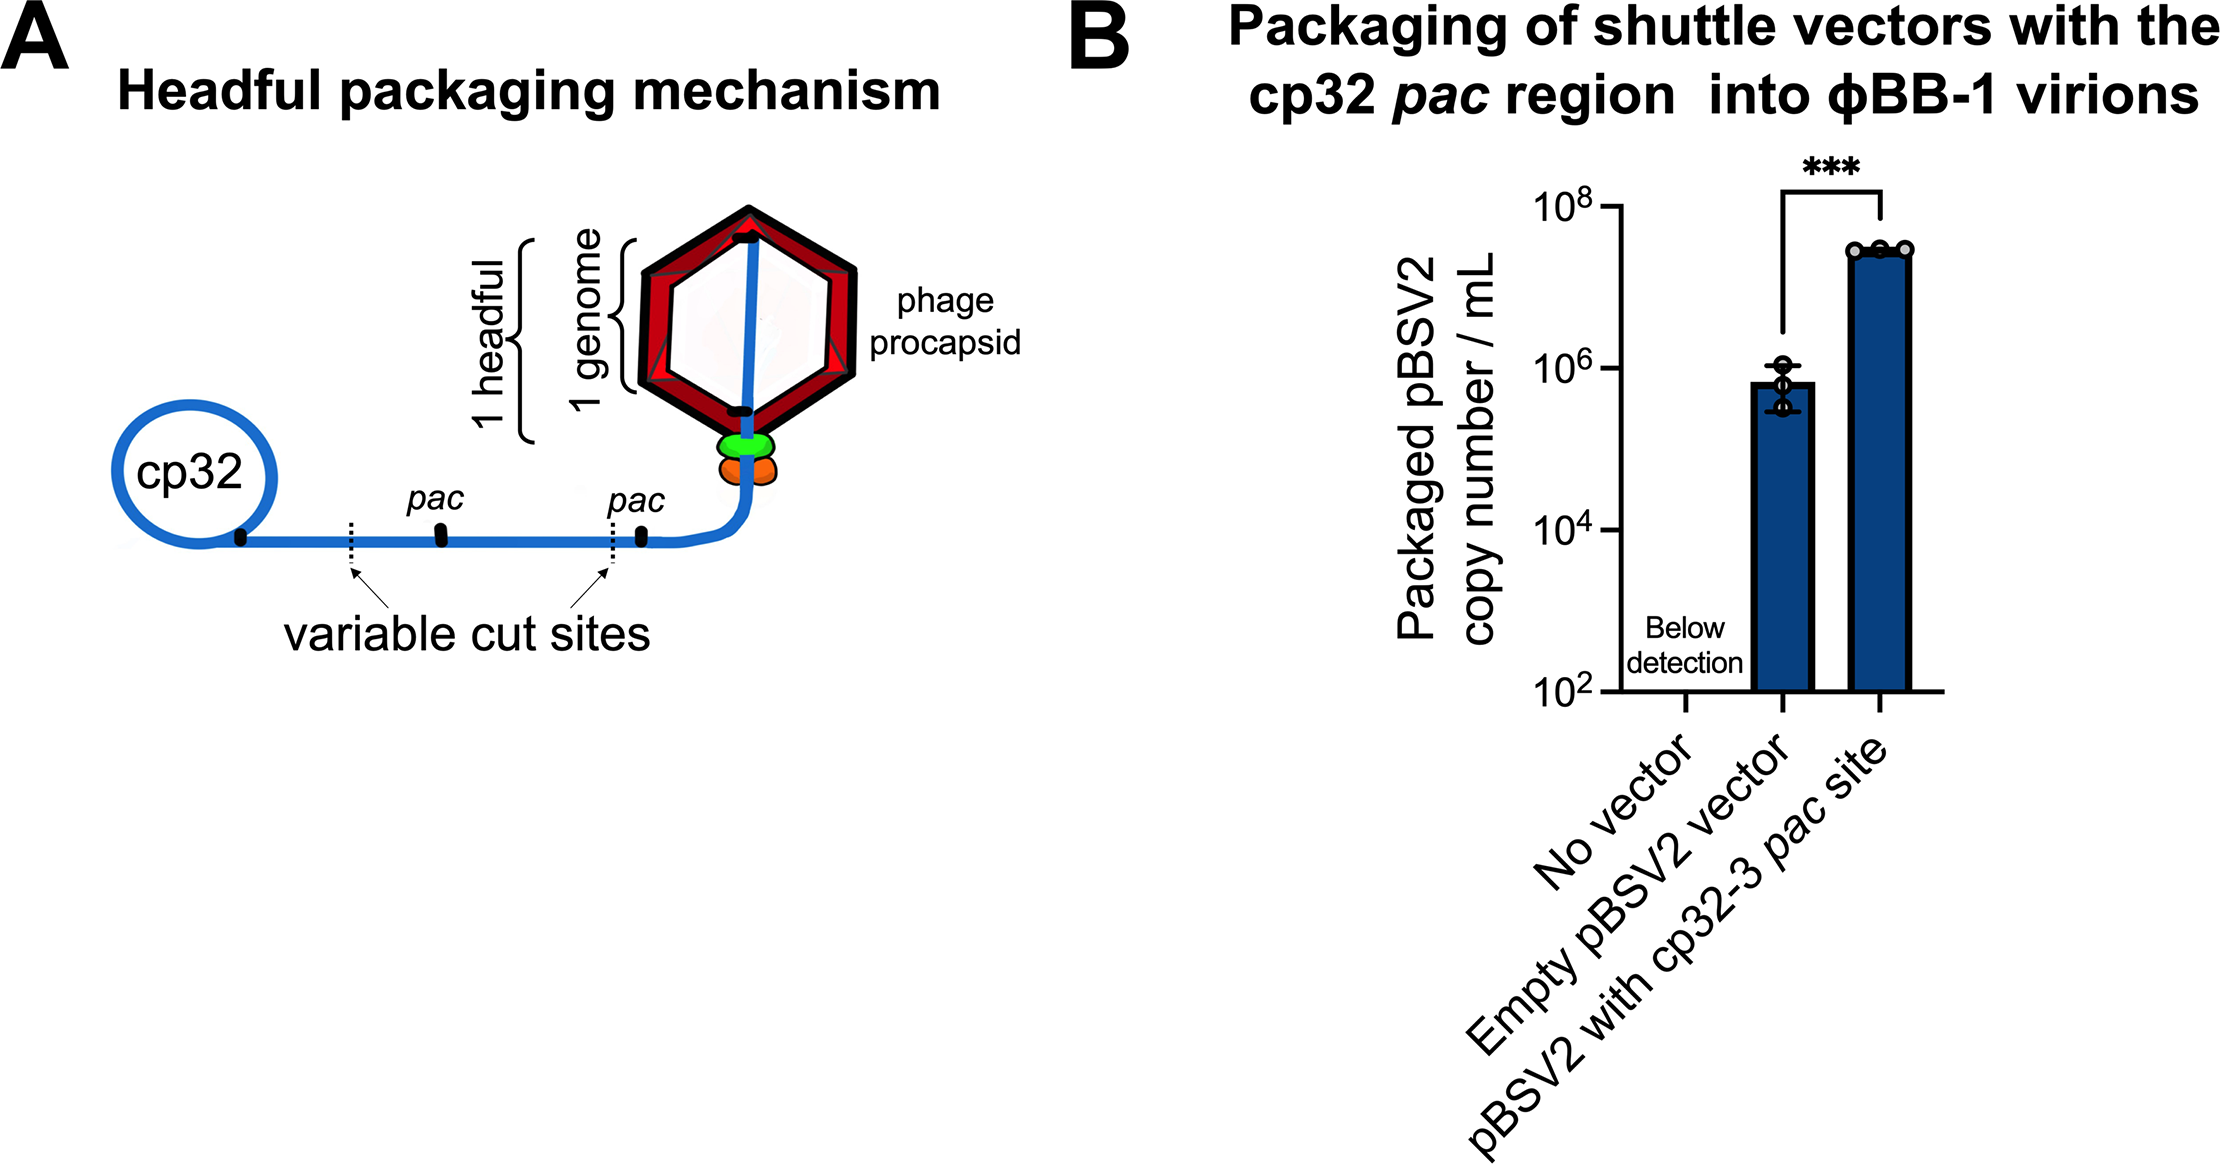 A
Headful packaging mechanism
1 headful
1 genome
phage
procapsid
cp32
pac
pac
variable cut sites
B
Packaging of shuttle vectors with the
cp32 pac region into ϕBB-1 virions
***
Packaged pBSV2
copy number / mL
10⁸
10⁶
10⁴
10²
Below
detection
No vector
Empty pBSV2 vector
pBSV2 with cp32-3 pac site